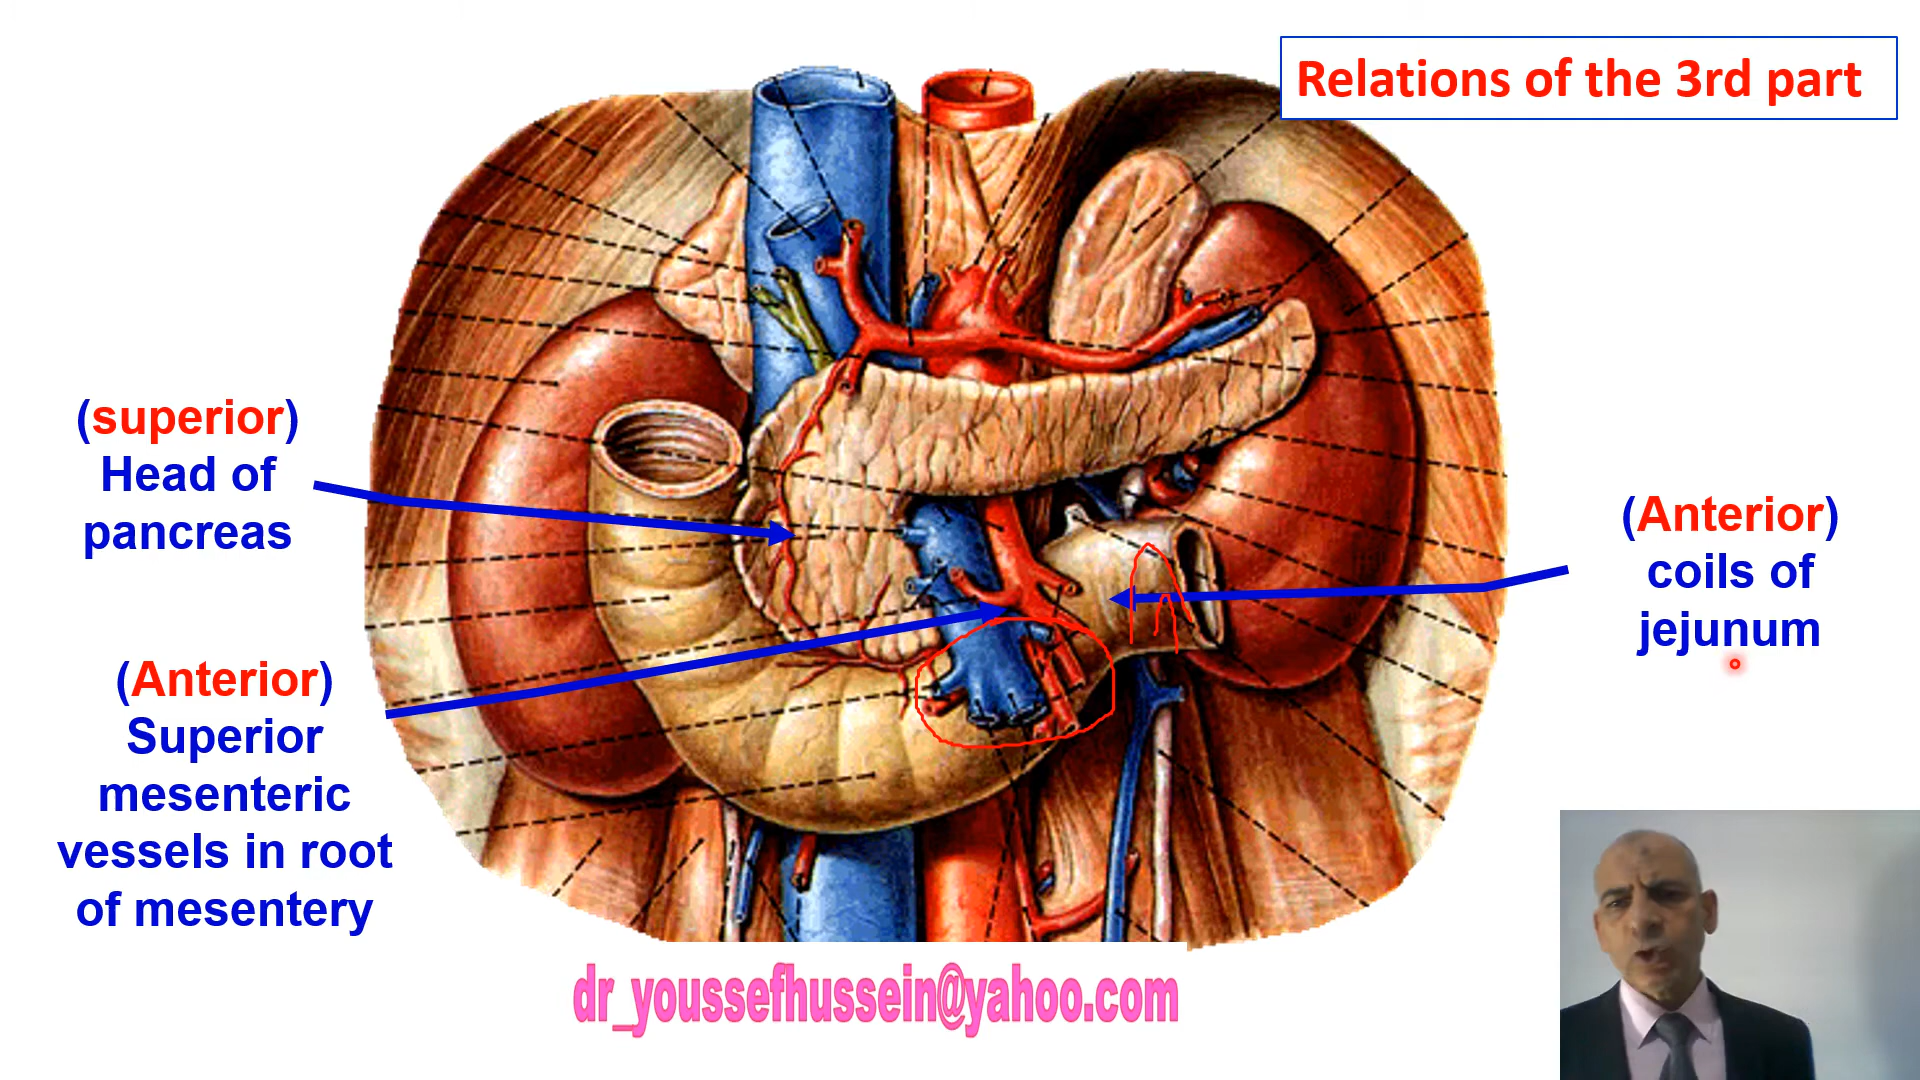 Relations of the 3rd part
(superior)
Head of
pancreas
(Anterior)
Superior
mesenteric
vessels in root
of mesentery
(Anterior)
coils of
jejunum
dr_youssefhussein@yahoo.com